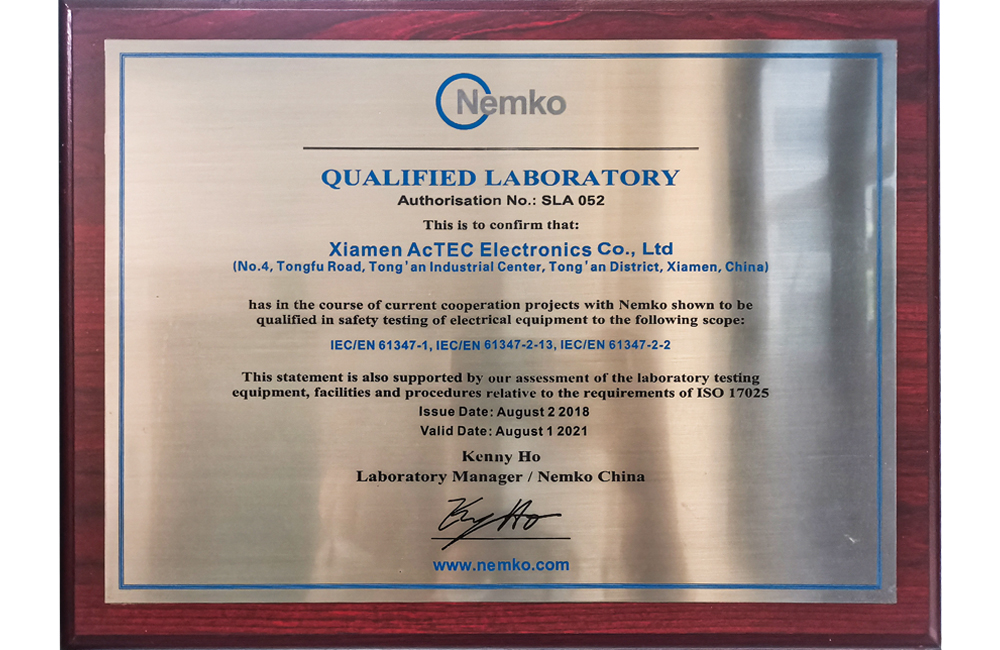 Nemko
QUALIFIED LABORATORY
Authorisation No.: SLA 052
This is to confirm that:
Xiamen AcTEC Electronics Co., Ltd
(No.4, Tongfu Road, Tong'an Industrial Center, Tong'an District, Xiamen, China)
has in the course of current cooperation projects with Nemko shown to be
qualified in safety testing of electrical equipment to the following scope:
IEC/EN 61347-1, IEC/EN 61347-2-13, IEC/EN 61347-2-2
This statement is also supported by our assessment of the laboratory testing
equipment, facilities and procedures relative to the requirements of ISO 17025
Issue Date: August 2 2018
Valid Date: August 1 2021
Kenny Ho
Laboratory Manager / Nemko China
Ky Ho
www.nemko.com